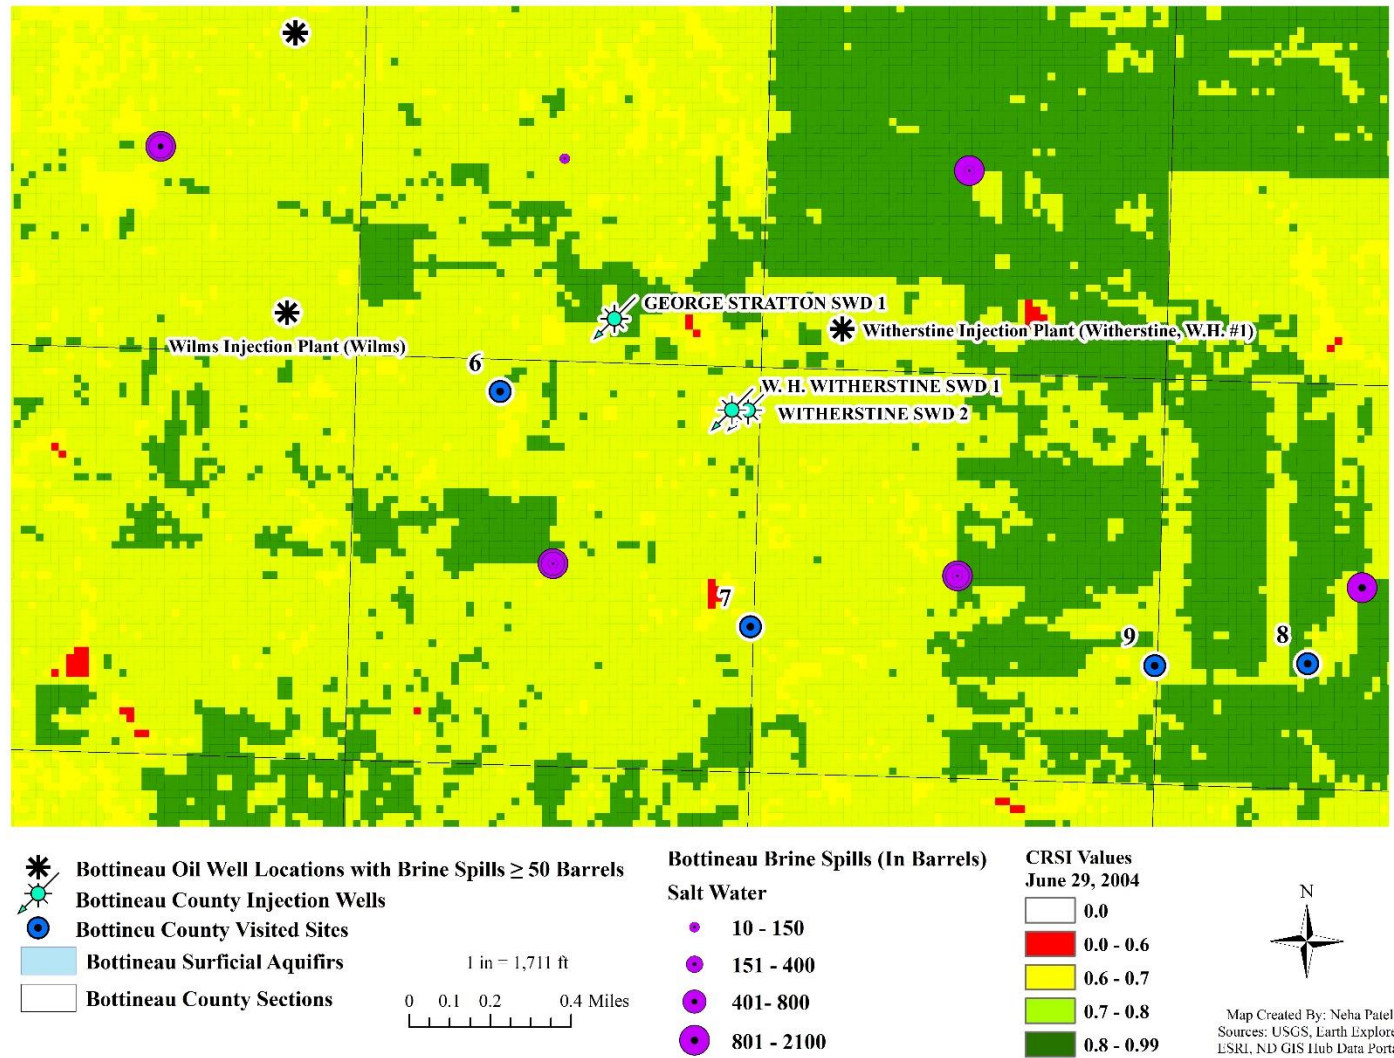 GEORGE STRATTON SWD 1
Witherstine Injection Plant (Witherstine, W.H. #1)
Wilms Injection Plant (Wilms)
6
W. H. WITHERSTINE SWD 1
WITHERSTINE SWD 2
7
9
8
Bottineau Oil Well Locations with Brine Spills ≥ 50 Barrels
Bottineau County Injection Wells
Bottineu County Visited Sites
Bottineau Surficial Aquifirs
Bottineau County Sections
1 in = 1,711 ft
0 0.1 0.2 0.4 Miles
Bottineau Brine Spills (In Barrels)
Salt Water
10 - 150
151 - 400
401- 800
801 - 2100
CRSI Values
June 29, 2004
0.0
0.0 - 0.6
0.6 - 0.7
0.7 - 0.8
0.8 - 0.99
N
Map Created By: Neha Patel
Sources: USGS, Earth Explore
ESRI, ND GIS Hub Data Porta